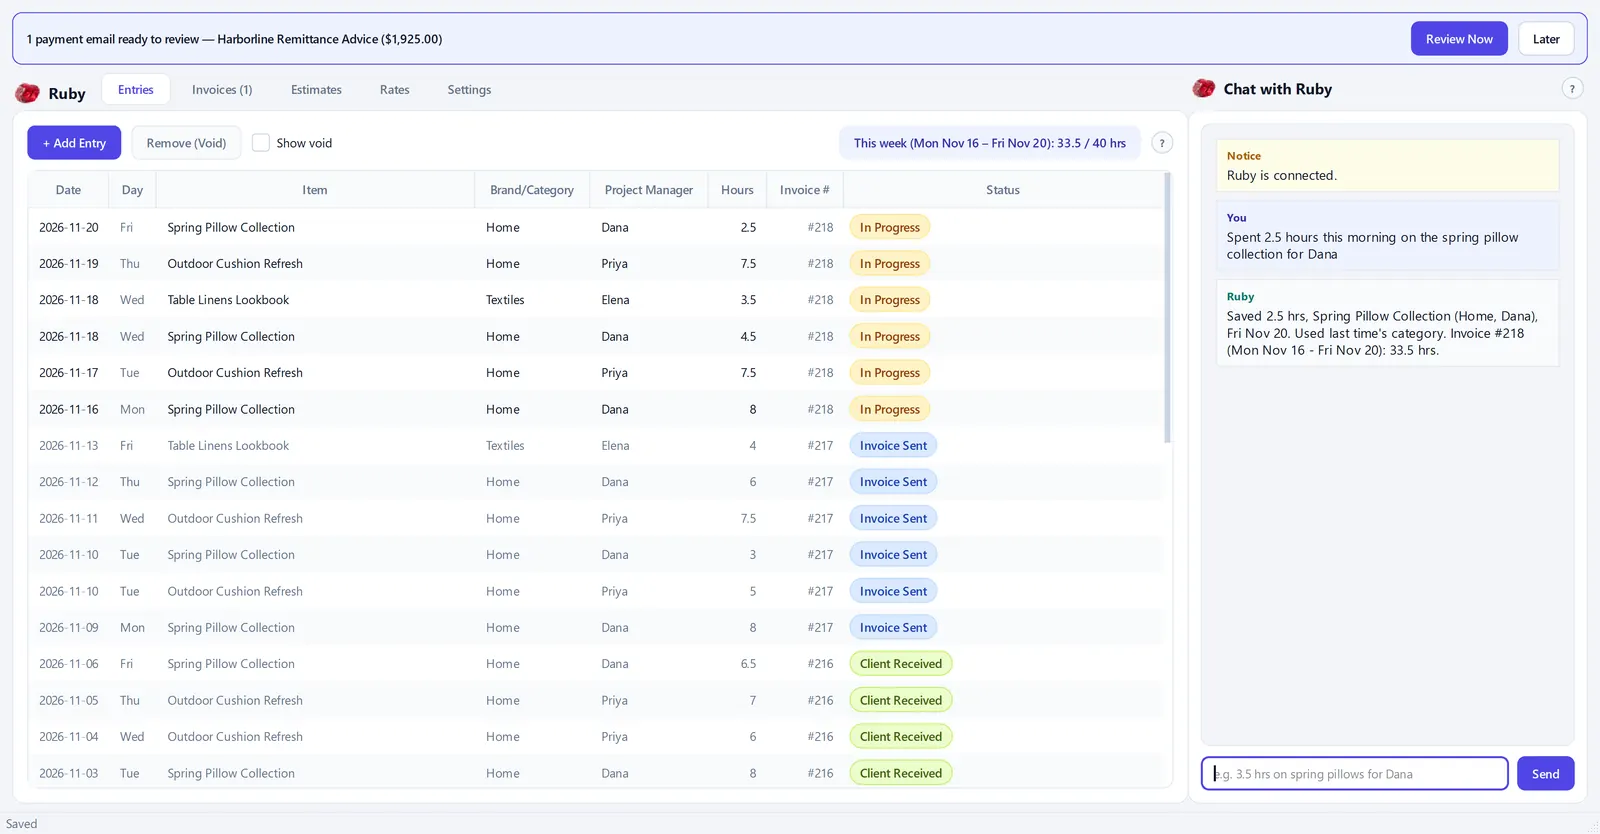 1 payment email ready to review — Harborline Remittance Advice ($1,925.00)
Review Now
Later
Ruby
Entries
Invoices (1)
Estimates
Rates
Settings
+ Add Entry
Remove (Void)
Show void
This week (Mon Nov 16 – Fri Nov 20): 33.5 / 40 hrs
?
Date Day Item Brand/Category Project Manager Hours Invoice # Status
2026-11-20 Fri Spring Pillow Collection Home Dana 2.5 #218 In Progress
2026-11-19 Thu Outdoor Cushion Refresh Home Priya 7.5 #218 In Progress
2026-11-18 Wed Table Linens Lookbook Textiles Elena 3.5 #218 In Progress
2026-11-18 Wed Spring Pillow Collection Home Dana 4.5 #218 In Progress
2026-11-17 Tue Outdoor Cushion Refresh Home Priya 7.5 #218 In Progress
2026-11-16 Mon Spring Pillow Collection Home Dana 8 #218 In Progress
2026-11-13 Fri Table Linens Lookbook Textiles Elena 4 #217 Invoice Sent
2026-11-12 Thu Spring Pillow Collection Home Dana 6 #217 Invoice Sent
2026-11-11 Wed Outdoor Cushion Refresh Home Priya 7.5 #217 Invoice Sent
2026-11-10 Tue Spring Pillow Collection Home Dana 3 #217 Invoice Sent
2026-11-10 Tue Outdoor Cushion Refresh Home Priya 5 #217 Invoice Sent
2026-11-09 Mon Spring Pillow Collection Home Dana 8 #217 Invoice Sent
2026-11-06 Fri Spring Pillow Collection Home Dana 6.5 #216 Client Received
2026-11-05 Thu Outdoor Cushion Refresh Home Priya 7 #216 Client Received
2026-11-04 Wed Outdoor Cushion Refresh Home Priya 6 #216 Client Received
2026-11-03 Tue Spring Pillow Collection Home Dana 8 #216 Client Received
Chat with Ruby
?
Notice
Ruby is connected.
You
Spent 2.5 hours this morning on the spring pillow
collection for Dana
Ruby
Saved 2.5 hrs, Spring Pillow Collection (Home, Dana),
Fri Nov 20. Used last time's category. Invoice #218
(Mon Nov 16 - Fri Nov 20): 33.5 hrs.
e.g. 3.5 hrs on spring pillows for Dana
Send
Saved